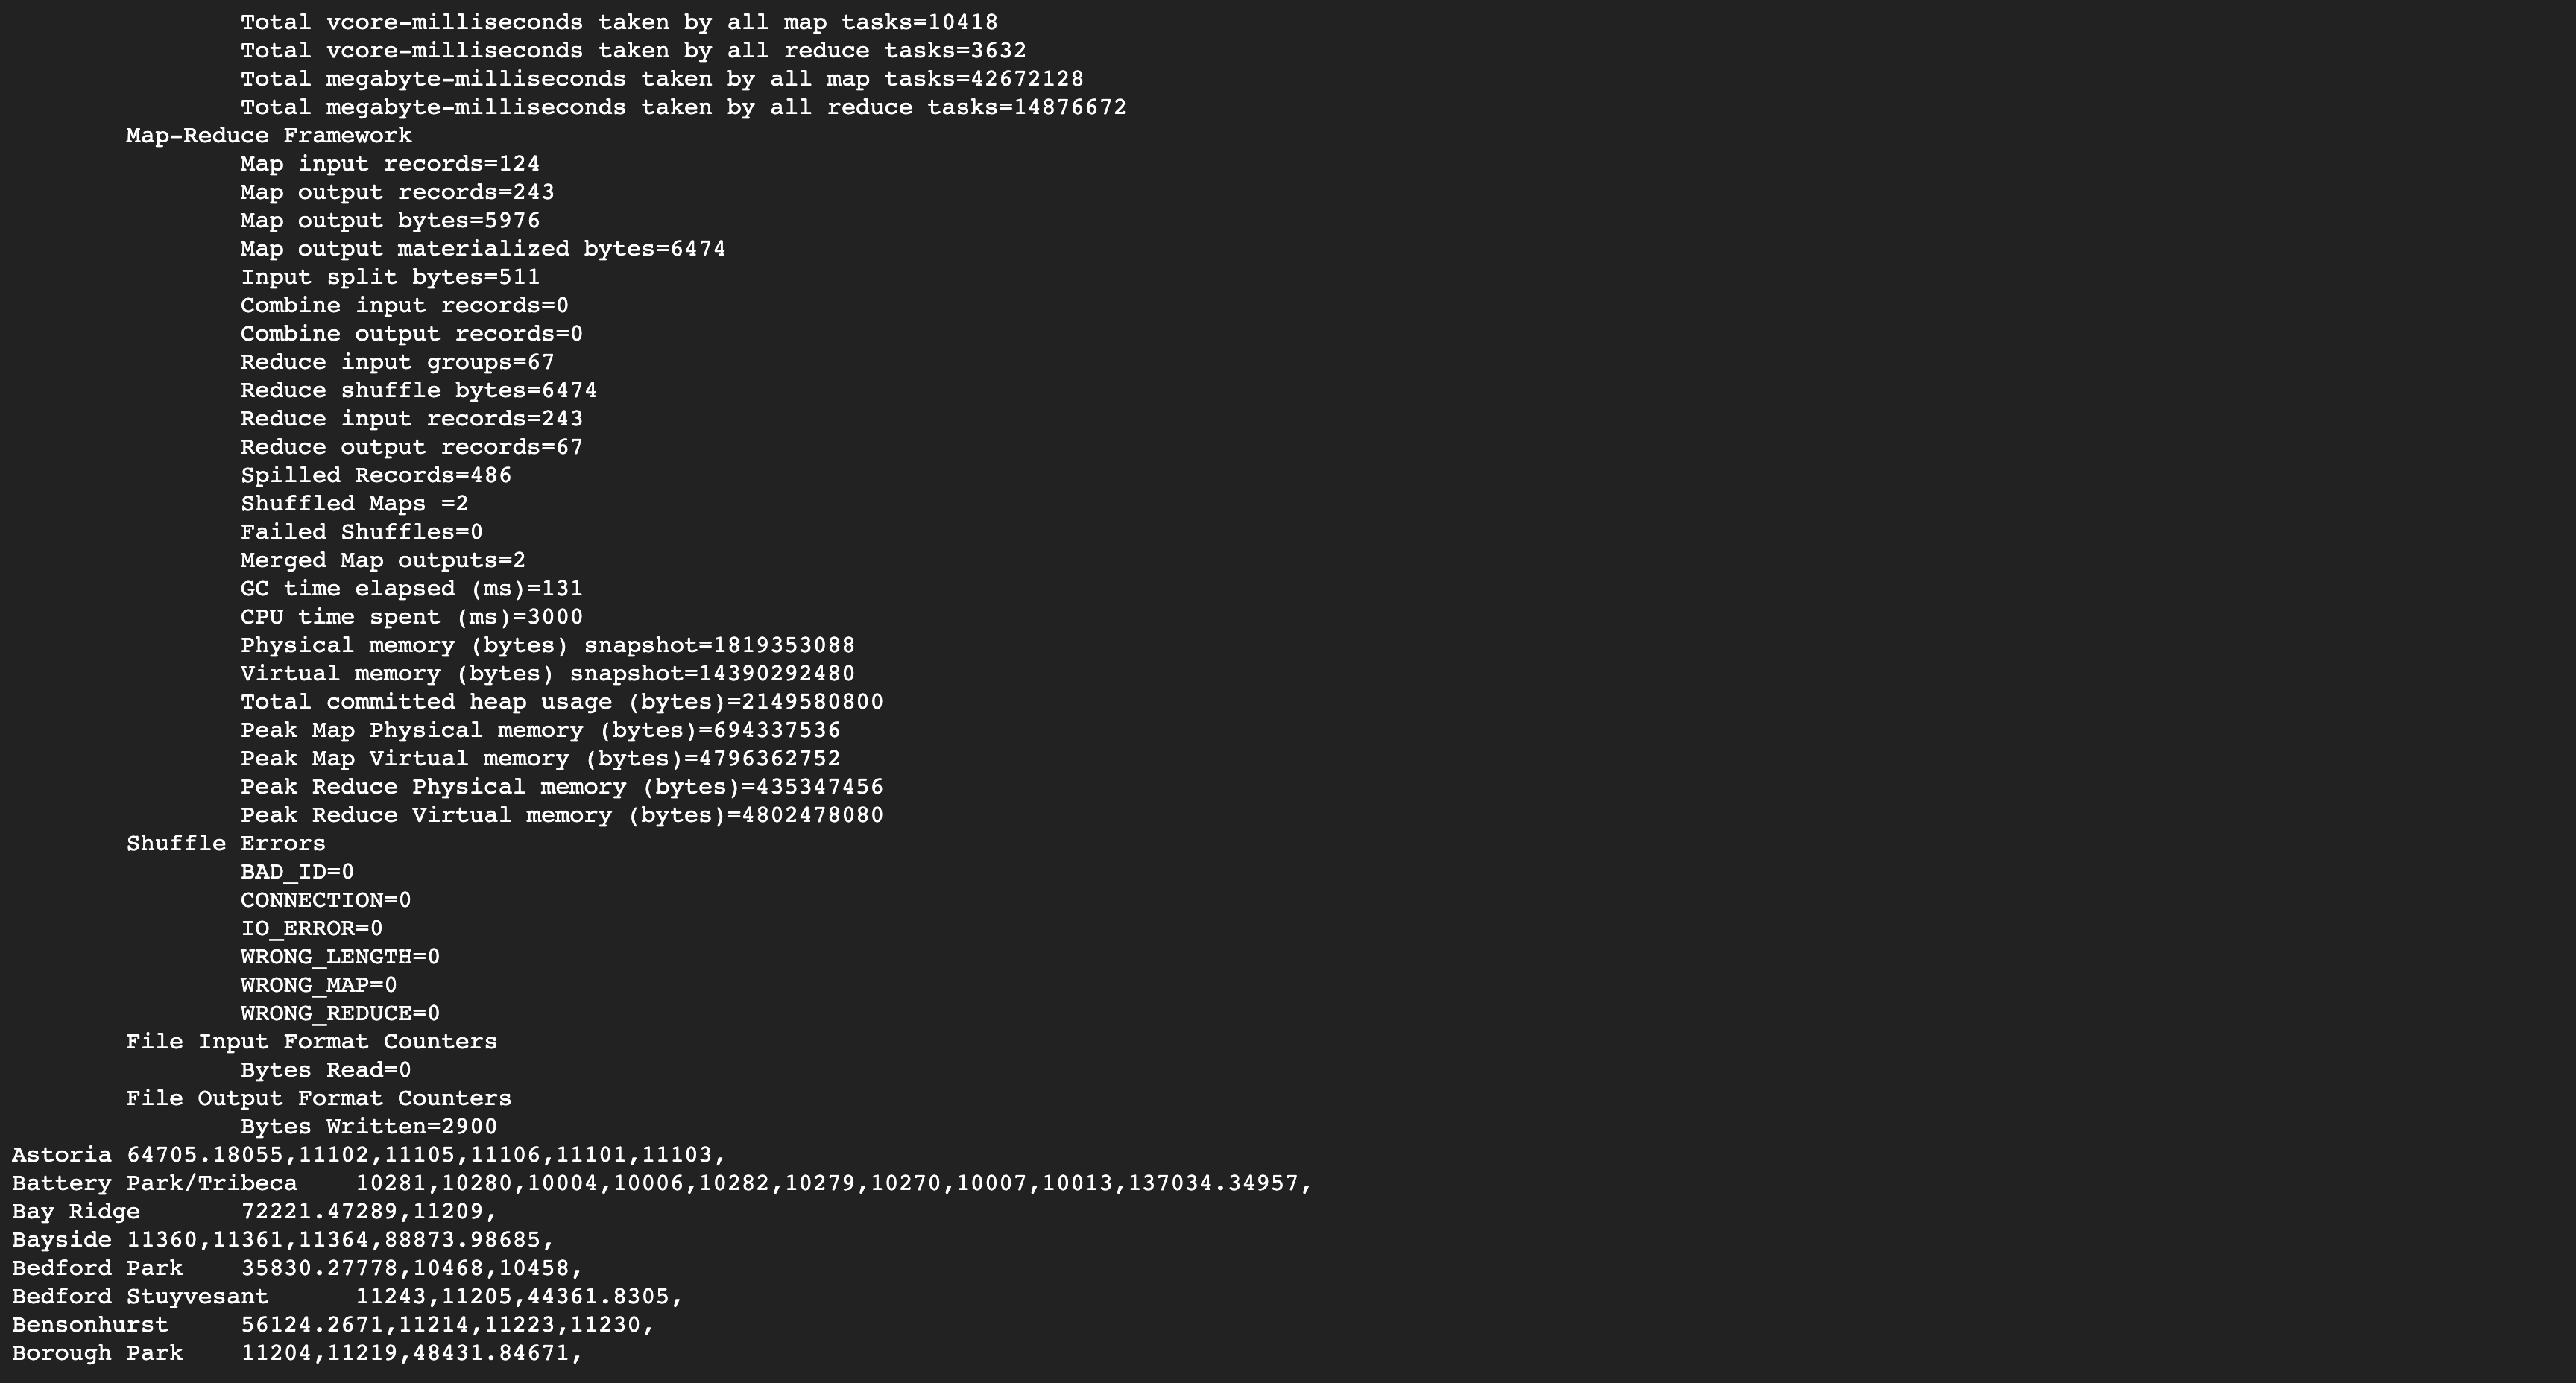 Total vcore-milliseconds taken by all map tasks=10418
Total vcore-milliseconds taken by all reduce tasks=3632
Total megabyte-milliseconds taken by all map tasks=42672128
Total megabyte-milliseconds taken by all reduce tasks=14876672
Map-Reduce Framework
Map input records=124
Map output records=243
Map output bytes=5976
Map output materialized bytes=6474
Input split bytes=511
Combine input records=0
Combine output records=0
Reduce input groups=67
Reduce shuffle bytes=6474
Reduce input records=243
Reduce output records=67
Spilled Records=486
Shuffled Maps =2
Failed Shuffles=0
Merged Map outputs=2
GC time elapsed (ms)=131
CPU time spent (ms)=3000
Physical memory (bytes) snapshot=1819353088
Virtual memory (bytes) snapshot=14390292480
Total committed heap usage (bytes)=2149580800
Peak Map Physical memory (bytes)=694337536
Peak Map Virtual memory (bytes)=4796362752
Peak Reduce Physical memory (bytes)=435347456
Peak Reduce Virtual memory (bytes)=4802478080
Shuffle Errors
BAD_ID=0
CONNECTION=0
IO_ERROR=0
WRONG_LENGTH=0
WRONG_MAP=0
WRONG_REDUCE=0
File Input Format Counters
Bytes Read=0
File Output Format Counters
Bytes Written=2900
Astoria 64705.18055,11102,11105,11106,11101,11103,
Battery Park/Tribeca 10281,10280,10004,10006,10282,10279,10270,10007,10013,137034.34957,
Bay Ridge 72221.47289,11209,
Bayside 11360,11361,11364,88873.98685,
Bedford Park 35830.27778,10468,10458,
Bedford Stuyvesant 11243,11205,44361.8305,
Bensonhurst 56124.2671,11214,11223,11230,
Borough Park 11204,11219,48431.84671,